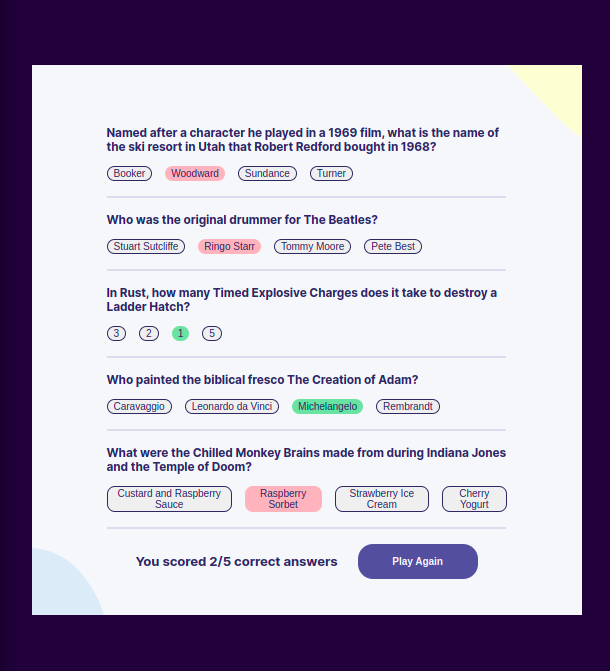 Named after a character he played in a 1969 film, what is the name of
the ski resort in Utah that Robert Redford bought in 1968?
Booker Woodward Sundance Turner
Who was the original drummer for The Beatles?
Stuart Sutcliffe Ringo Starr Tommy Moore Pete Best
In Rust, how many Timed Explosive Charges does it take to destroy a
Ladder Hatch?
3 2 1 5
Who painted the biblical fresco The Creation of Adam?
Caravaggio Leonardo da Vinci Michelangelo Rembrandt
What were the Chilled Monkey Brains made from during Indiana Jones
and the Temple of Doom?
Custard and Raspberry Sauce
Raspberry Sorbet
Strawberry Ice Cream
Cherry Yogurt
You scored 2/5 correct answers Play Again